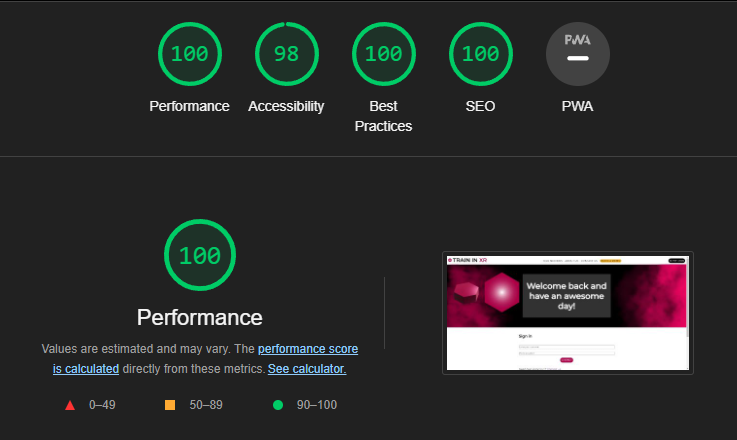 100
98
100
100
PWA
Performance
Accessibility
Best
Practices
SEO
PWA
100
Performance
Values are estimated and may vary. The performance score
is calculated directly from these metrics. See calculator.
0–49
50–89
90–100
TRAIN IN XR
Welcome back and
have an awesome
day!
Sign in